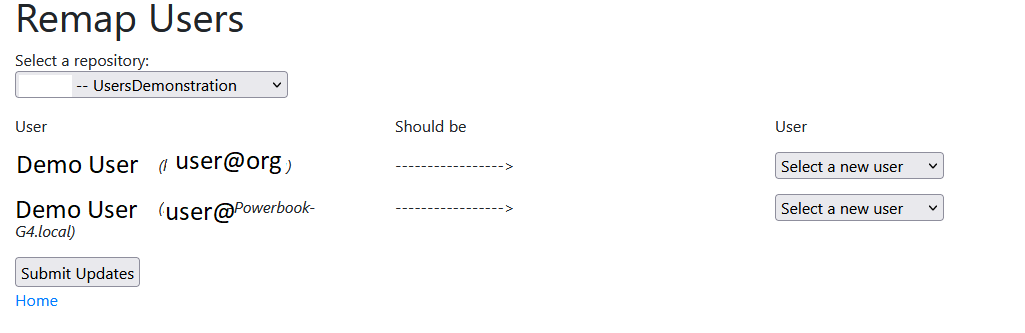 Remap Users
Select a repository:
-- UsersDemonstration
User Should be User
Demo User (user@org) ----------------> Select a new user
Demo User (user@Powerbook- ----------------> Select a new user
G4.local)
Submit Updates
Home